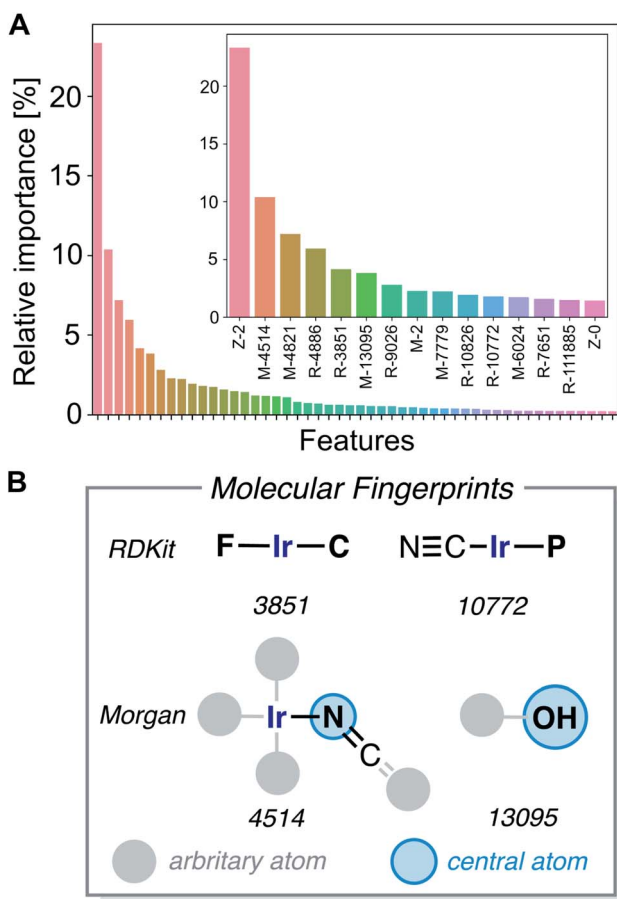 A
Relative importance [%]
20
15
10
5
0
20
15
10
5
0
Z-2
M-4514
M-4821
R-4886
R-3851
M-13095
R-9026
M-2
M-7779
R-10826
R-10772
M-6024
R-7651
R-111885
Z-0
Features
B
Molecular Fingerprints
RDKit F—Ir—C N≡C—Ir—P
3851 10772
Morgan Ir—N OH
C
4514 13095
arbritary atom central atom